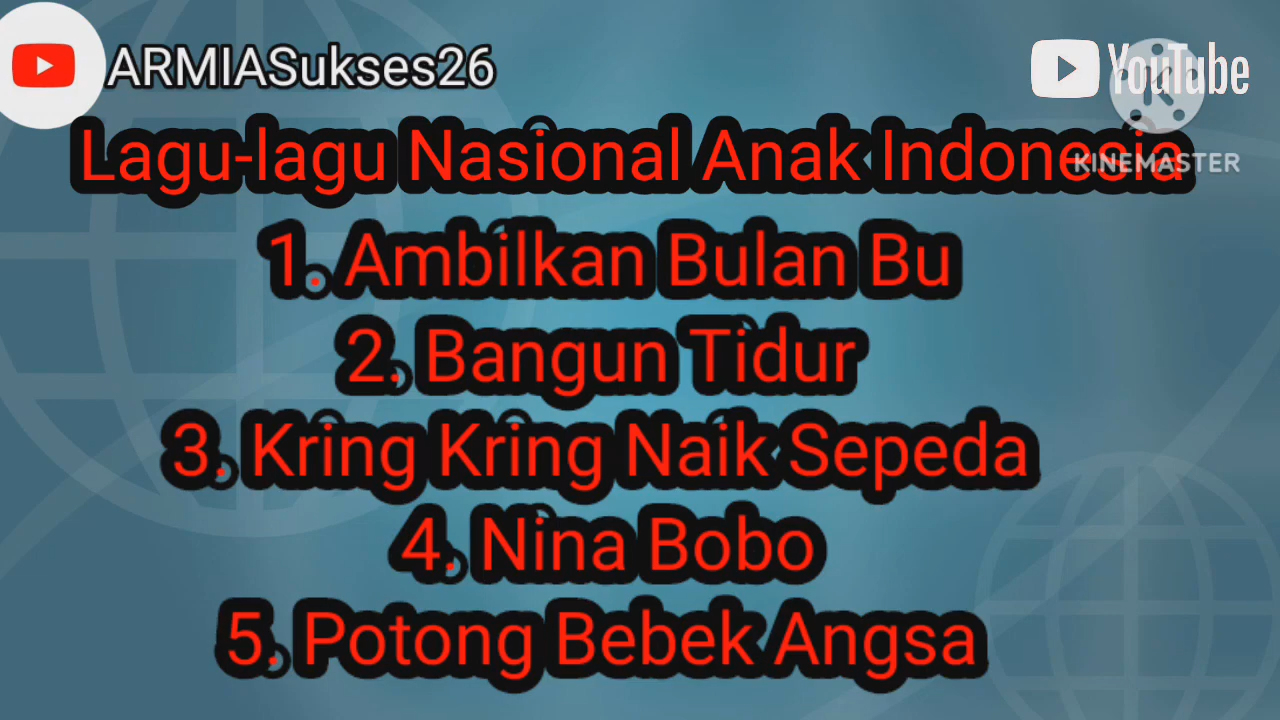 ARMIASukses26
YouTube
KINEMASTER
Lagu-lagu Nasional Anak Indonesia
1. Ambilkan Bulan Bu
2. Bangun Tidur
3. Kring Kring Naik Sepeda
4. Nina Bobo
5. Potong Bebek Angsa